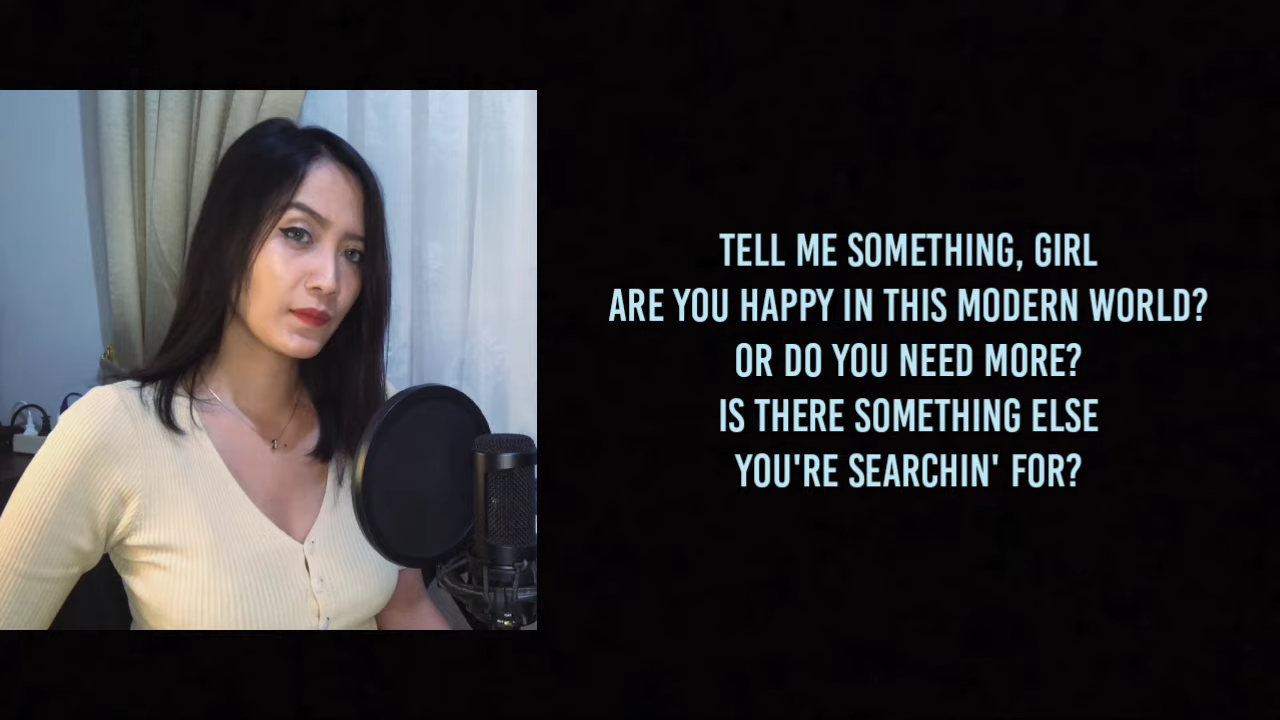 TELL ME SOMETHING, GIRL
ARE YOU HAPPY IN THIS MODERN WORLD?
OR DO YOU NEED MORE?
IS THERE SOMETHING ELSE
YOU'RE SEARCHIN' FOR?